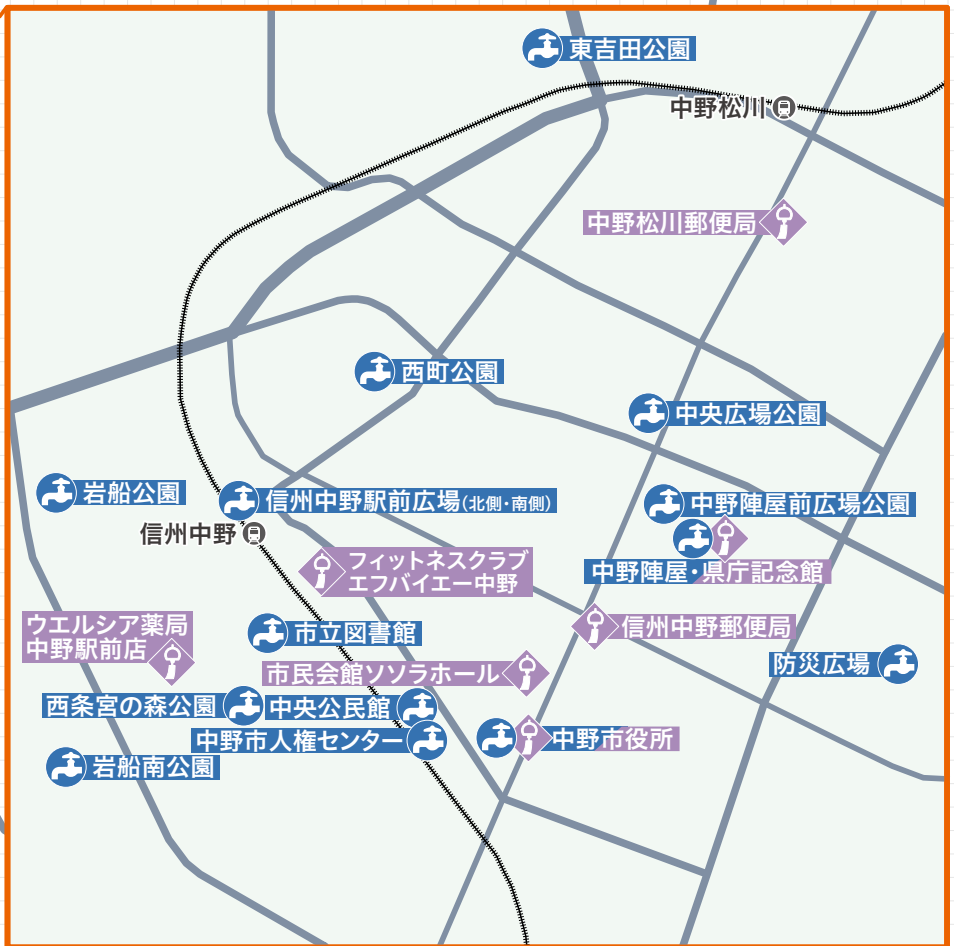 東吉田公園
中野松川
中野松川郵便局
西町公園
中央広場公園
岩船公園
信州中野駅前広場(北側・南側)
中野陣屋前広場公園
信州中野
フィットネスクラブ
エフバイエー中野
中野陣屋・県庁記念館
ウエルシア薬局
中野駅前店
市立図書館
信州中野郵便局
市民会館ソソラホール
防災広場
西条宮の森公園
中央公民館
中野市人権センター
中野市役所
岩船南公園